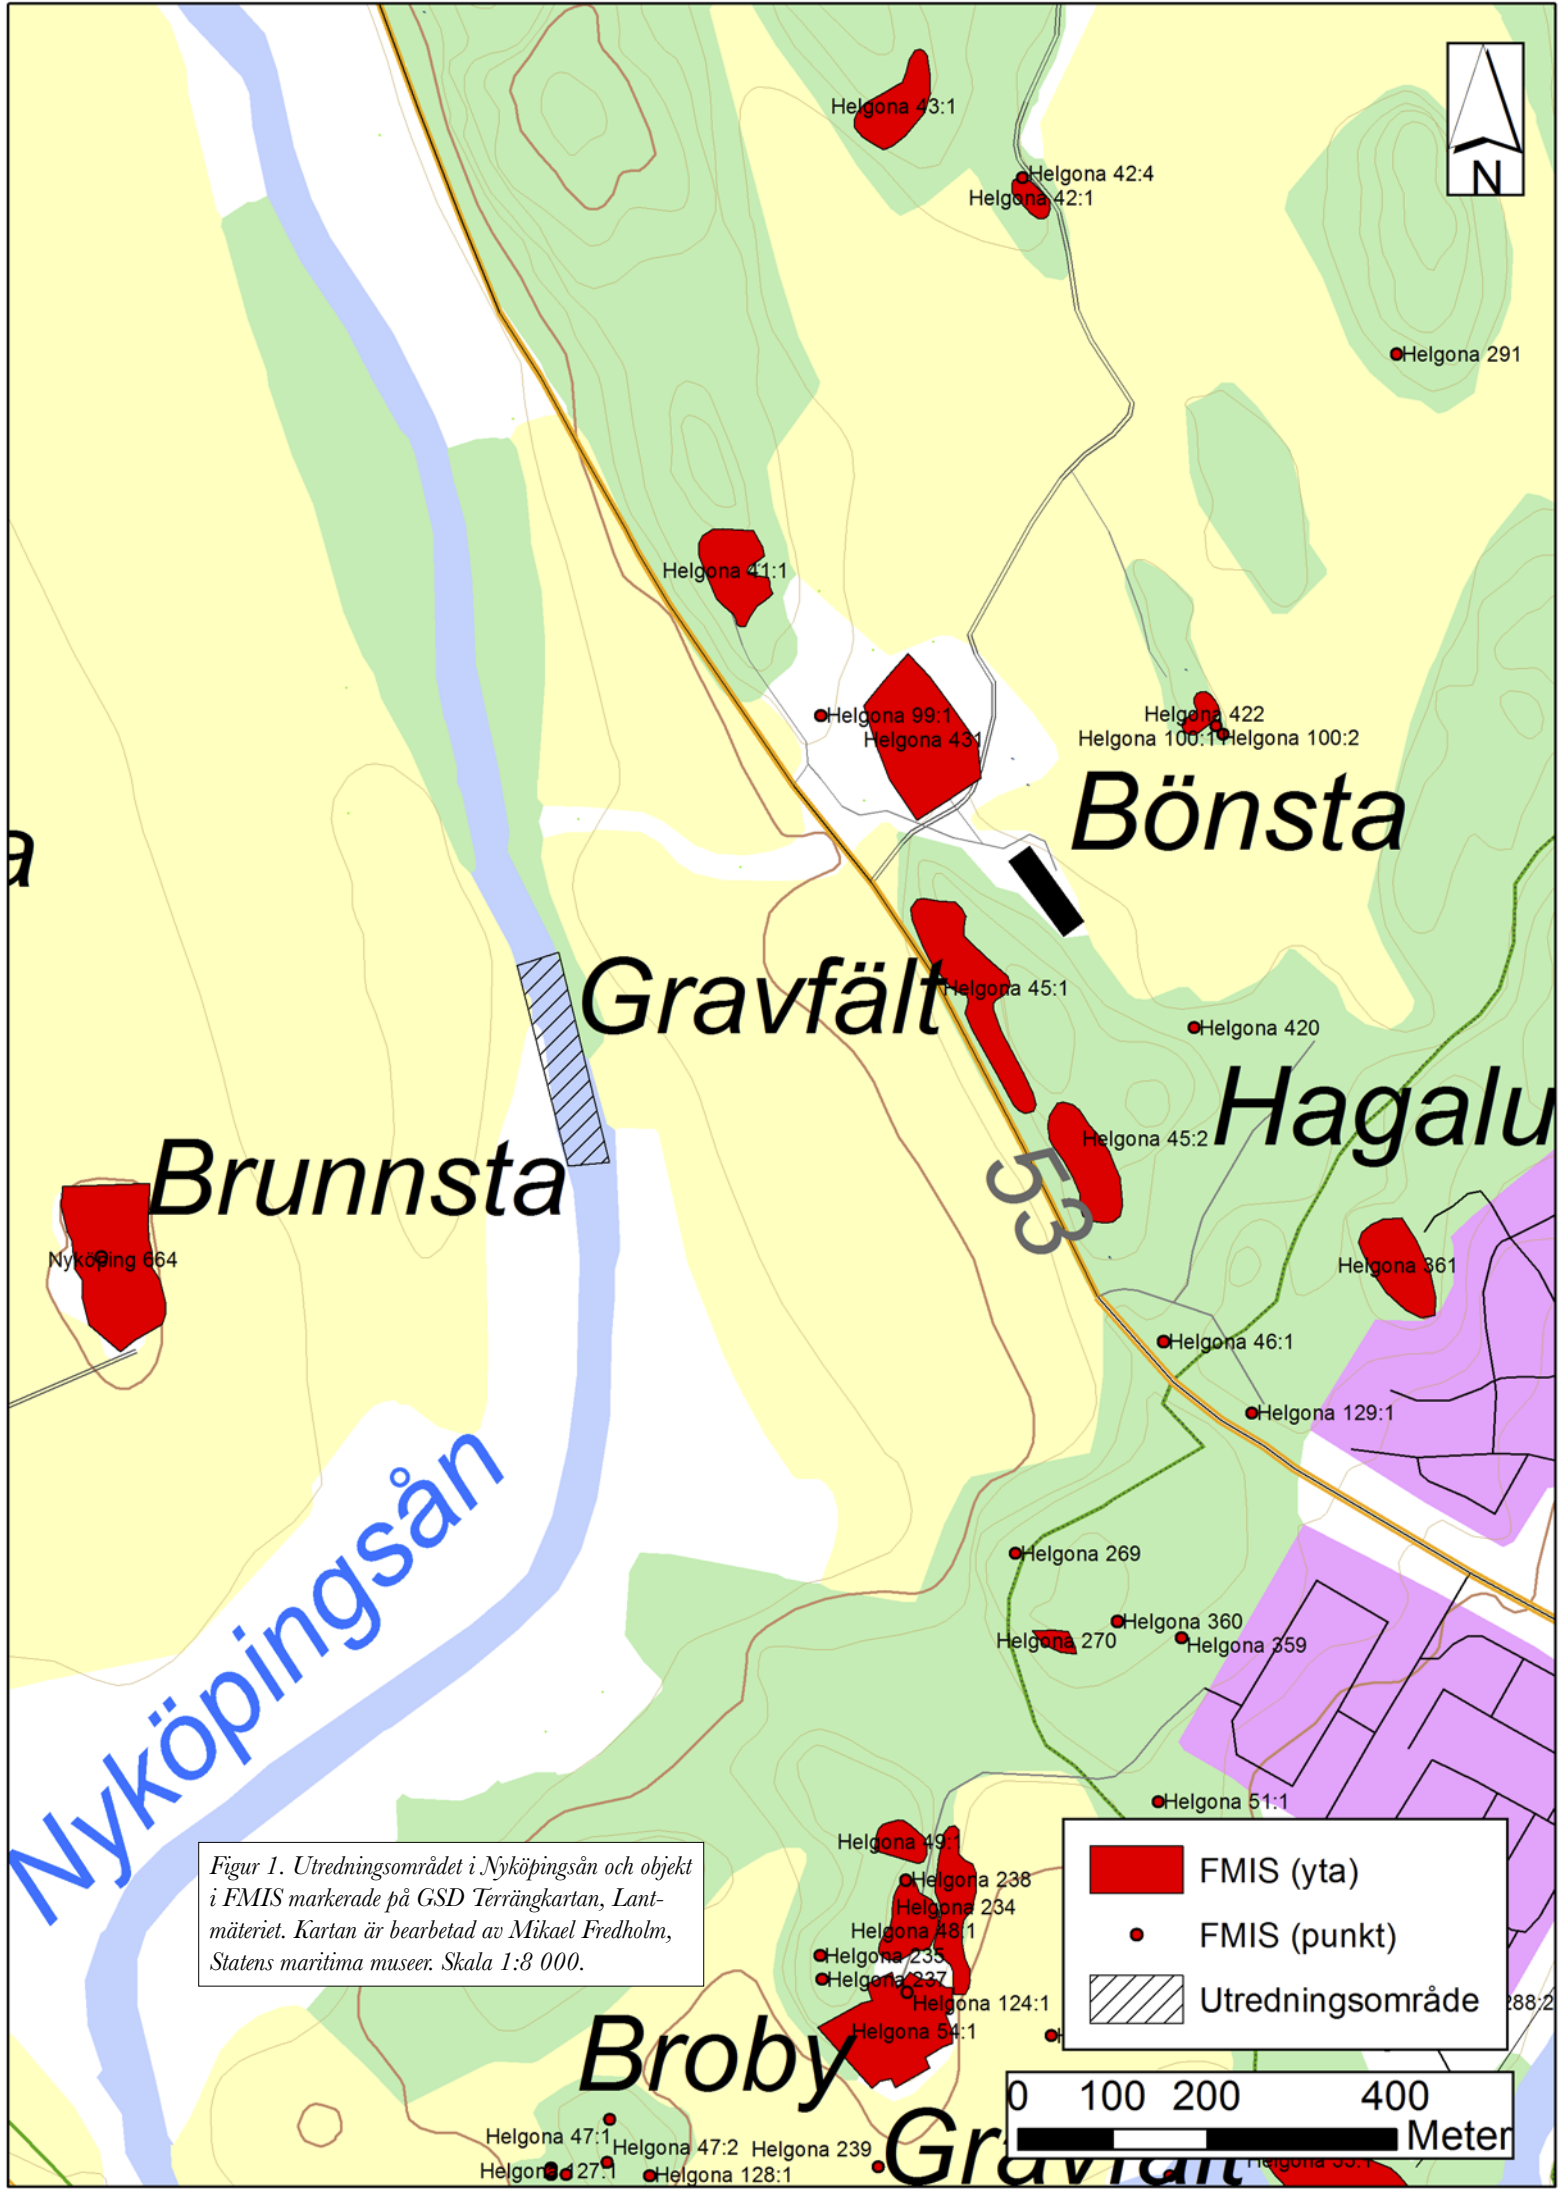 Helgona 43:1
N
Helgona 42:4
Helgona 42:1
Helgona 291
Helgona 41:1
Helgona 99:1
Helgona 431
Helgona 422
Helgona 100:1
Helgona 100:2
Bönsta
a
Gravfält
Helgona 45:1
Helgona 420
Hagalu
Helgona 45:2
53
Brunnsta
Nyköping 664
Helgona 361
Helgona 46:1
Helgona 129:1
Nyköpingsån
Helgona 269
Helgona 360
Helgona 270
Helgona 359
Helgona 51:1
Helgona 49:1
Helgona 238
Helgona 234
Helgona 48:1
Helgona 235
Helgona 237
Helgona 124:1
Helgona 54:1
Figur 1. Utredningsområdet i Nyköpingsån och objekt
i FMIS markerade på GSD Terrängkartan, Lant-
mäteriet. Kartan är bearbetad av Mikael Fredholm,
Statens maritima museer. Skala 1:8 000.
FMIS (yta)
FMIS (punkt)
Utredningsområde
288:2
Broby
0 100 200 400
Meter
Helgona 47:1
Helgona 47:2
Helgona 239
Helgona 127:1
Helgona 128:1
Gravfält